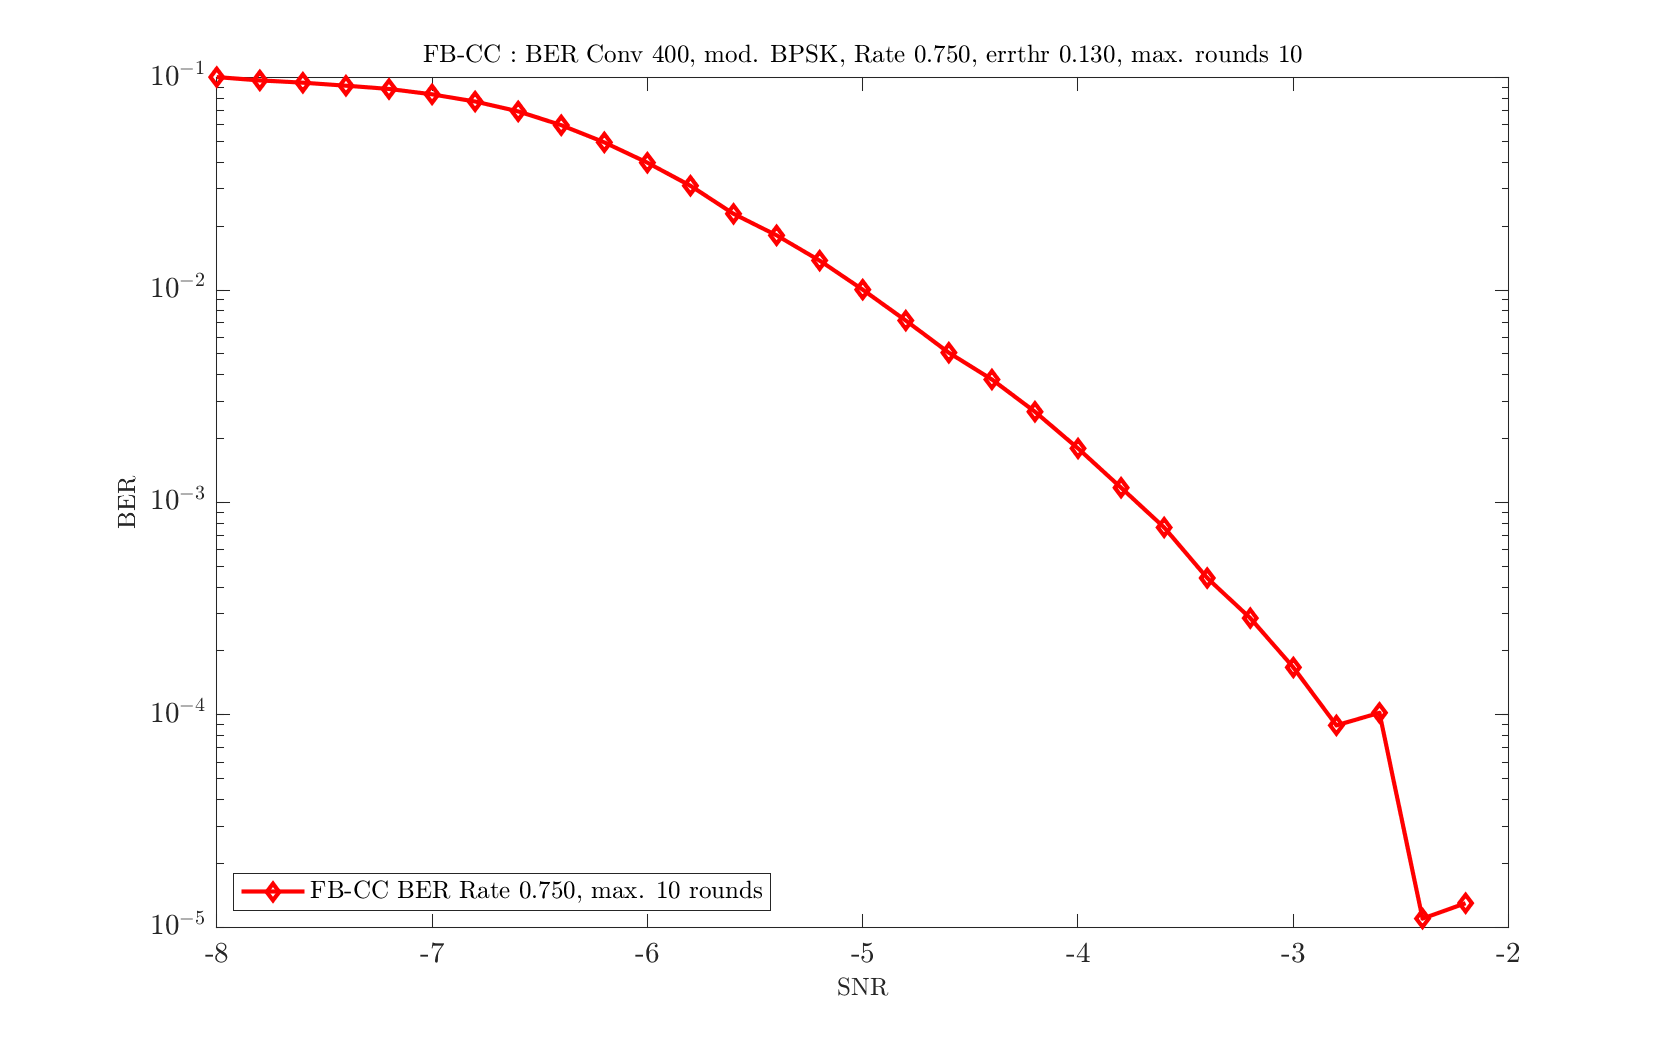 FB-CC : BER Conv 400, mod. BPSK, Rate 0.750, errthr 0.130, max. rounds 10
10⁻¹
10⁻²
10⁻³
10⁻⁴
10⁻⁵
BER
FB-CC BER Rate 0.750, max. 10 rounds
-8 -7 -6 -5 -4 -3 -2
SNR